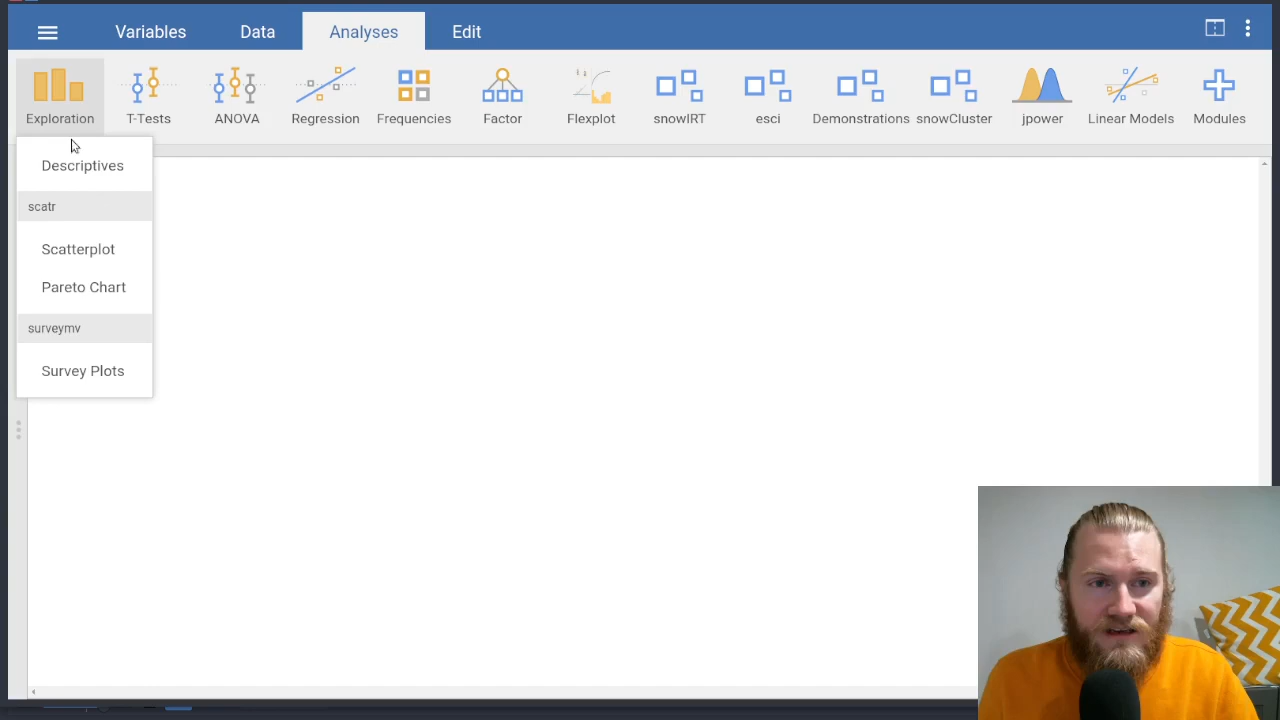 Variables Data Analyses Edit
Exploration T-Tests ANOVA Regression Frequencies Factor Flexplot snowIRT esci Demonstrations snowCluster jpower Linear Models Modules
Descriptives
scatr
Scatterplot
Pareto Chart
surveymv
Survey Plots